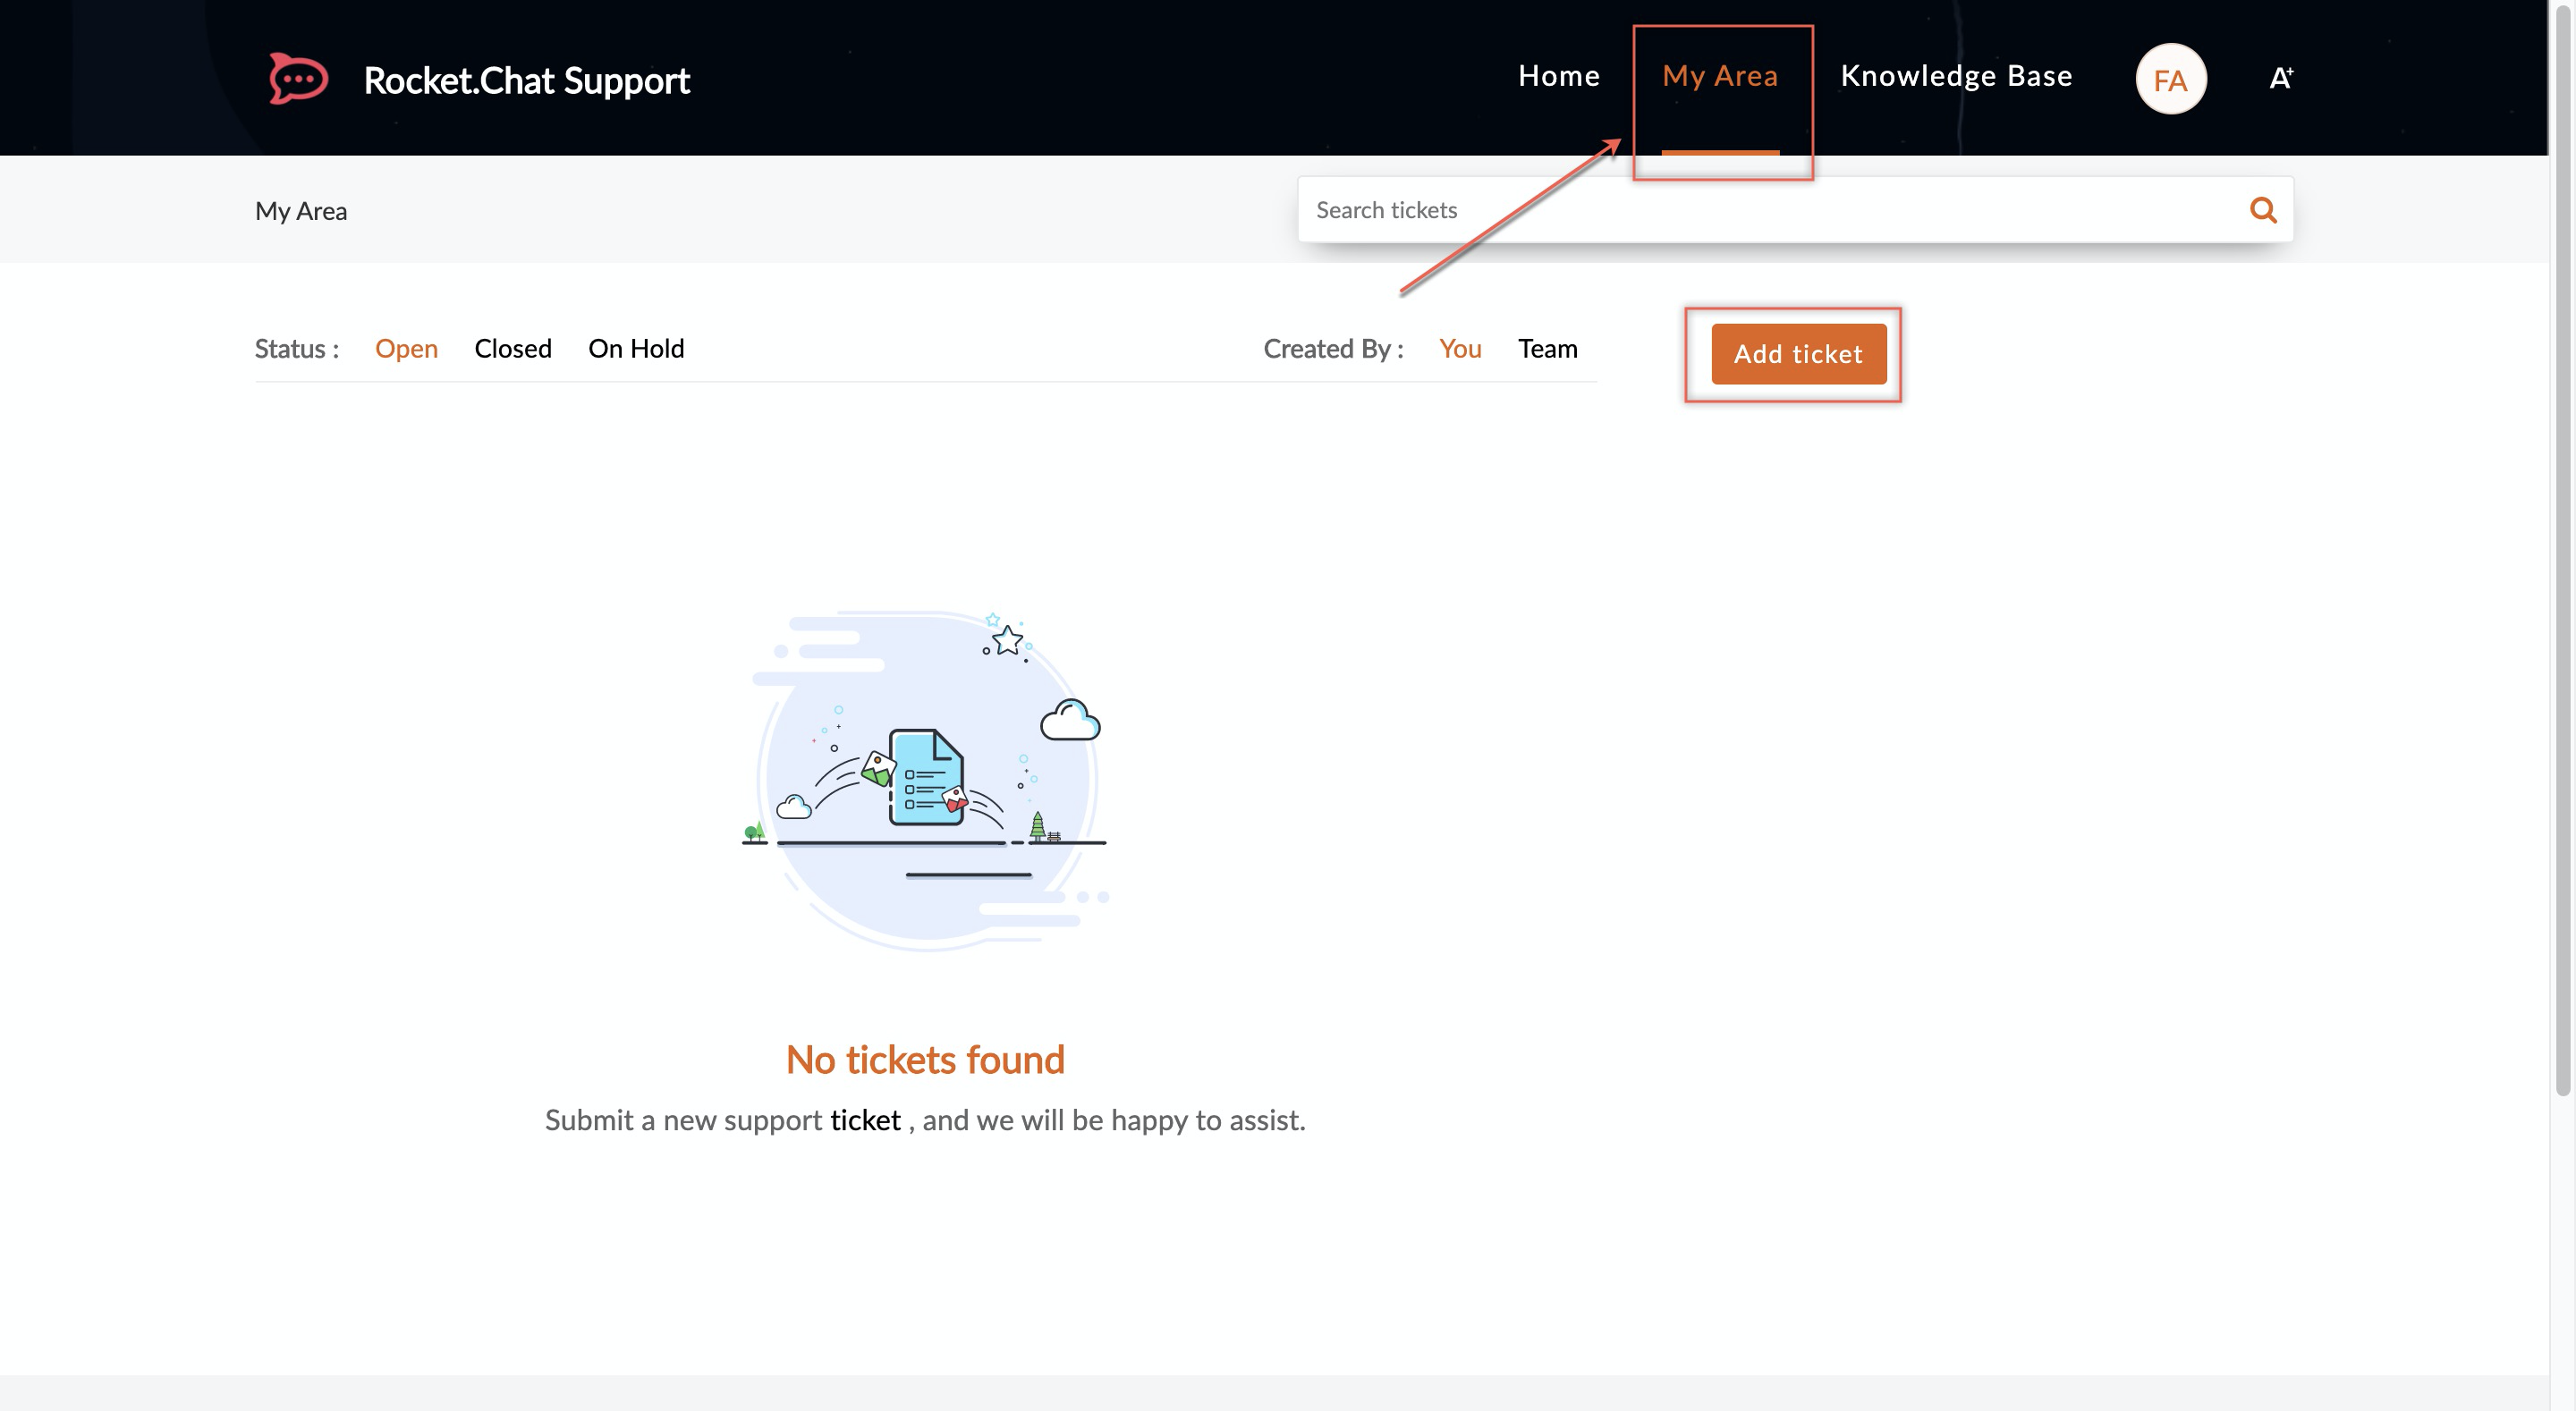 Rocket.Chat Support
Home My Area Knowledge Base FA A+
My Area
Search tickets
Status : Open Closed On Hold Created By : You Team
Add ticket
No tickets found
Submit a new support ticket , and we will be happy to assist.